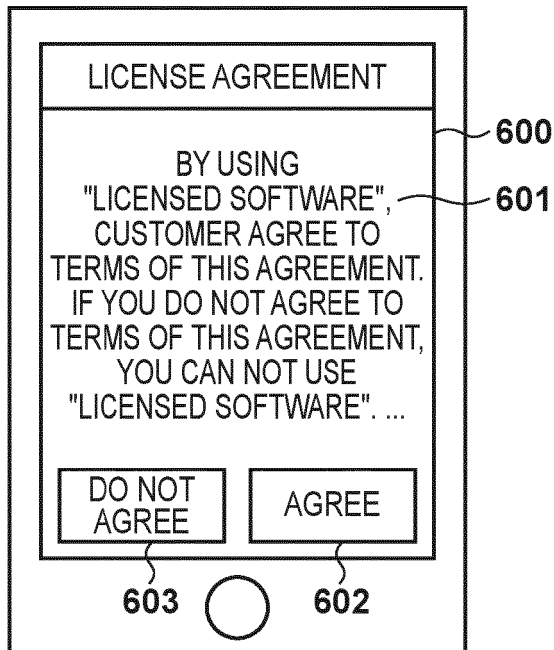 LICENSE AGREEMENT
600
BY USING
"LICENSED SOFTWARE",
601
CUSTOMER AGREE TO
TERMS OF THIS AGREEMENT.
IF YOU DO NOT AGREE TO
TERMS OF THIS AGREEMENT,
YOU CAN NOT USE
"LICENSED SOFTWARE". ...
DO NOT
AGREE
AGREE
603
602